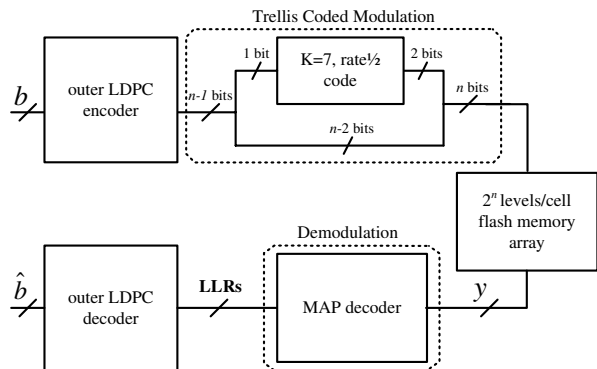 Trellis Coded Modulation
b
outer LDPC
encoder
n-1 bits
1 bit
K=7, rate½
code
2 bits
n-2 bits
n bits
2ⁿ levels/cell
flash memory
array
Demodulation
b̂
outer LDPC
decoder
LLRs
MAP decoder
y